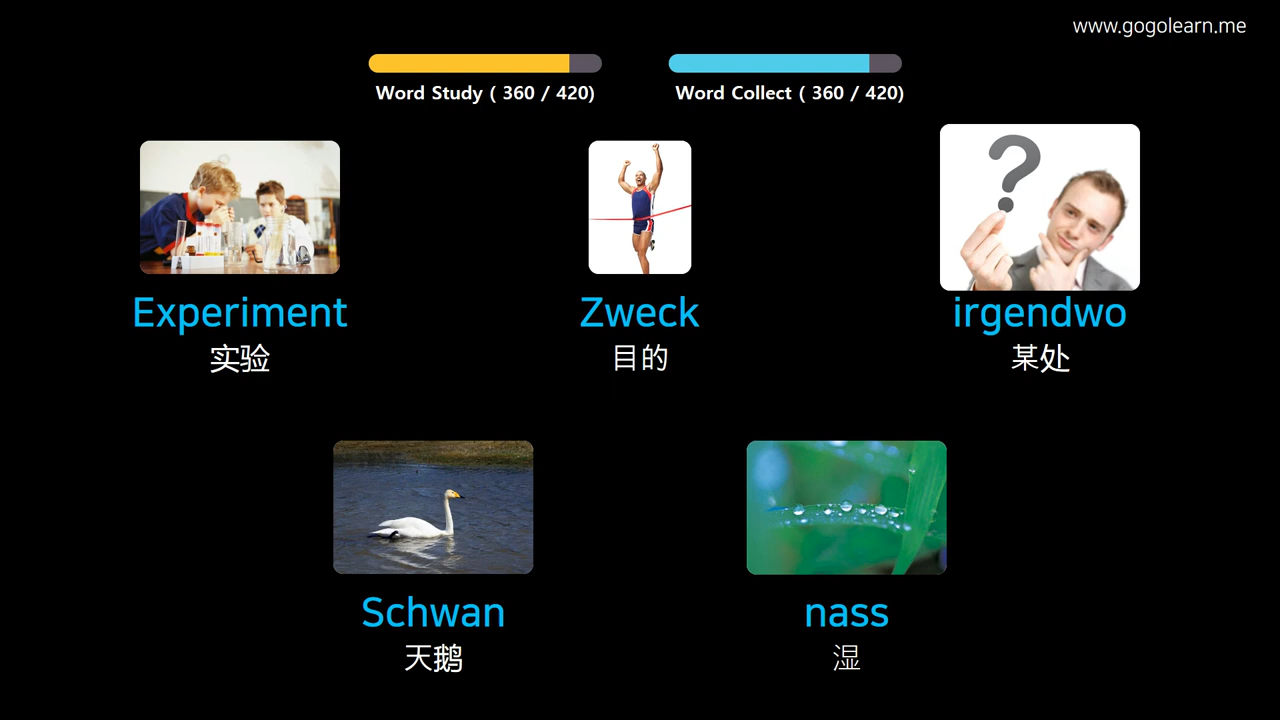 www.gogolearn.me
Word Study ( 360 / 420)
Word Collect ( 360 / 420)
Experiment
实验
Zweck
目的
irgendwo
某处
Schwan
天鹅
nass
湿